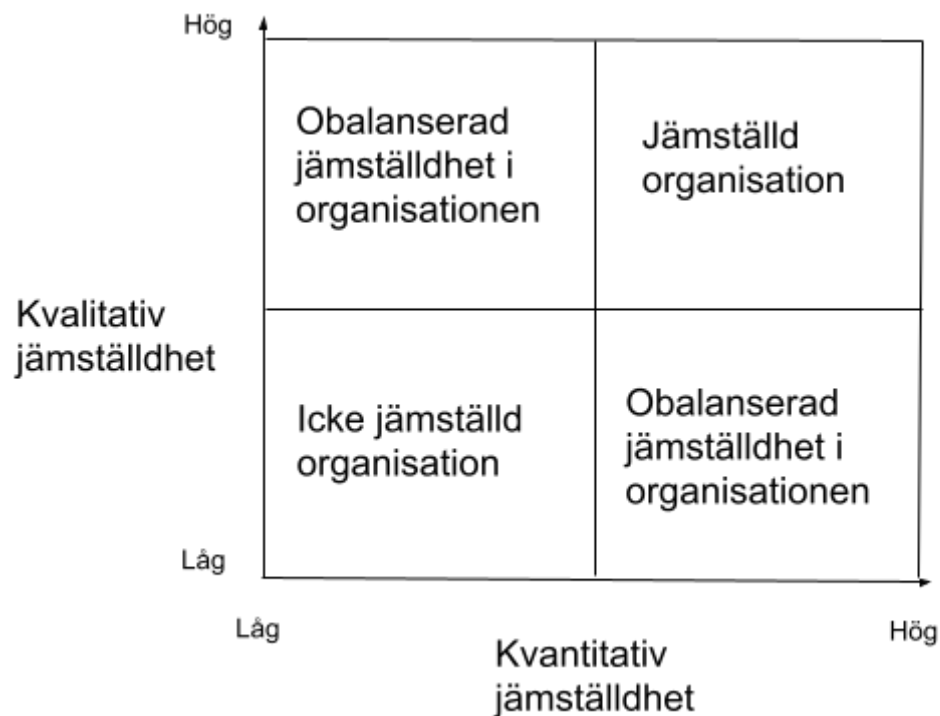 Hög
Obalanserad
jämställdhet i
organisationen
Jämställd
organisation
Kvalitativ
jämställdhet
Icke jämställd
organisation
Obalanserad
jämställdhet i
organisationen
Låg
Låg
Hög
Kvantitativ
jämställdhet